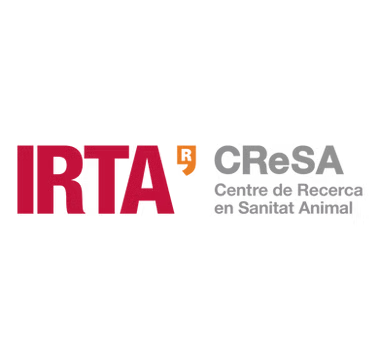 IRTA
R
CReSA
Centre de Recerca
en Sanitat Animal